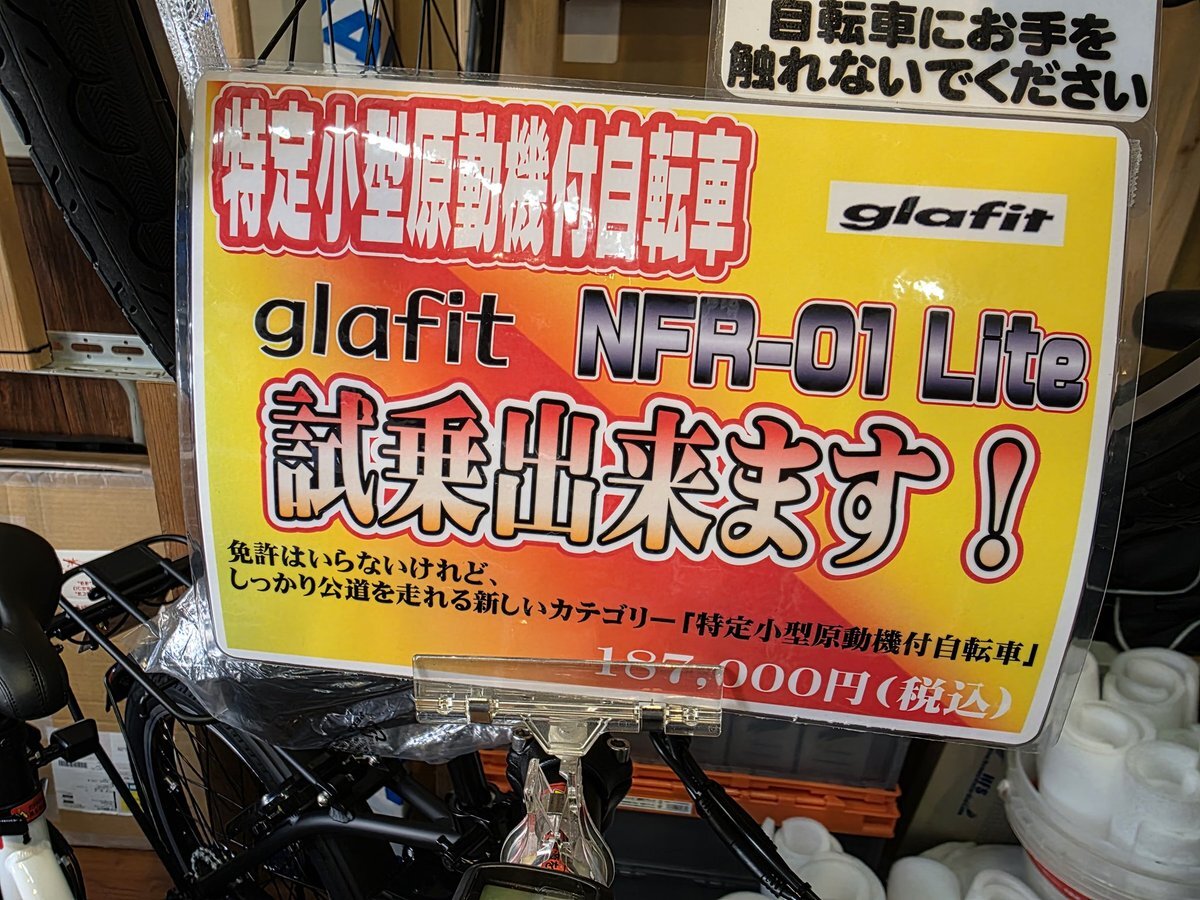 自転車にお手を
触れないでください
特定小型原動機付自転車
glafit
glafit NFR-01 Lite
試乗出来ます！
免許はいらないけれど、
しっかり公道を走れる新しいカテゴリー「特定小型原動機付自転車」
187,000円（税込）